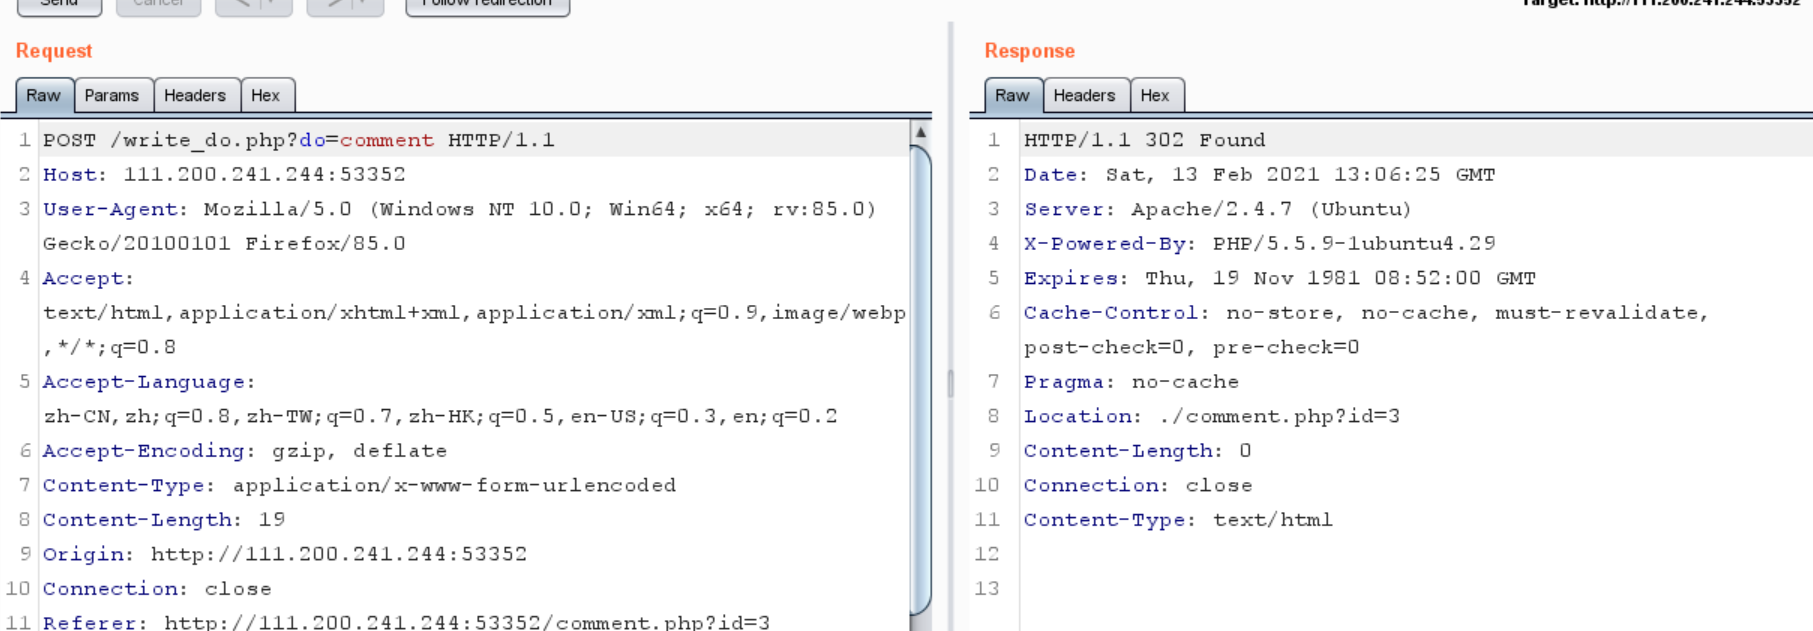 Send Cancel < > Follow redirection Target: http://111.200.241.244:53352
Request
Raw Params Headers Hex
1 POST /write_do.php?do=comment HTTP/1.1
2 Host: 111.200.241.244:53352
3 User-Agent: Mozilla/5.0 (Windows NT 10.0; Win64; x64; rv:85.0)
Gecko/20100101 Firefox/85.0
4 Accept:
text/html,application/xhtml+xml,application/xml;q=0.9,image/webp
,*/*;q=0.8
5 Accept-Language:
zh-CN,zh;q=0.8,zh-TW;q=0.7,zh-HK;q=0.5,en-US;q=0.3,en;q=0.2
6 Accept-Encoding: gzip, deflate
7 Content-Type: application/x-www-form-urlencoded
8 Content-Length: 19
9 Origin: http://111.200.241.244:53352
10 Connection: close
11 Referer: http://111.200.241.244:53352/comment.php?id=3
Response
Raw Headers Hex
1 HTTP/1.1 302 Found
2 Date: Sat, 13 Feb 2021 13:06:25 GMT
3 Server: Apache/2.4.7 (Ubuntu)
4 X-Powered-By: PHP/5.5.9-1ubuntu4.29
5 Expires: Thu, 19 Nov 1981 08:52:00 GMT
6 Cache-Control: no-store, no-cache, must-revalidate,
post-check=0, pre-check=0
7 Pragma: no-cache
8 Location: ./comment.php?id=3
9 Content-Length: 0
10 Connection: close
11 Content-Type: text/html
12
13